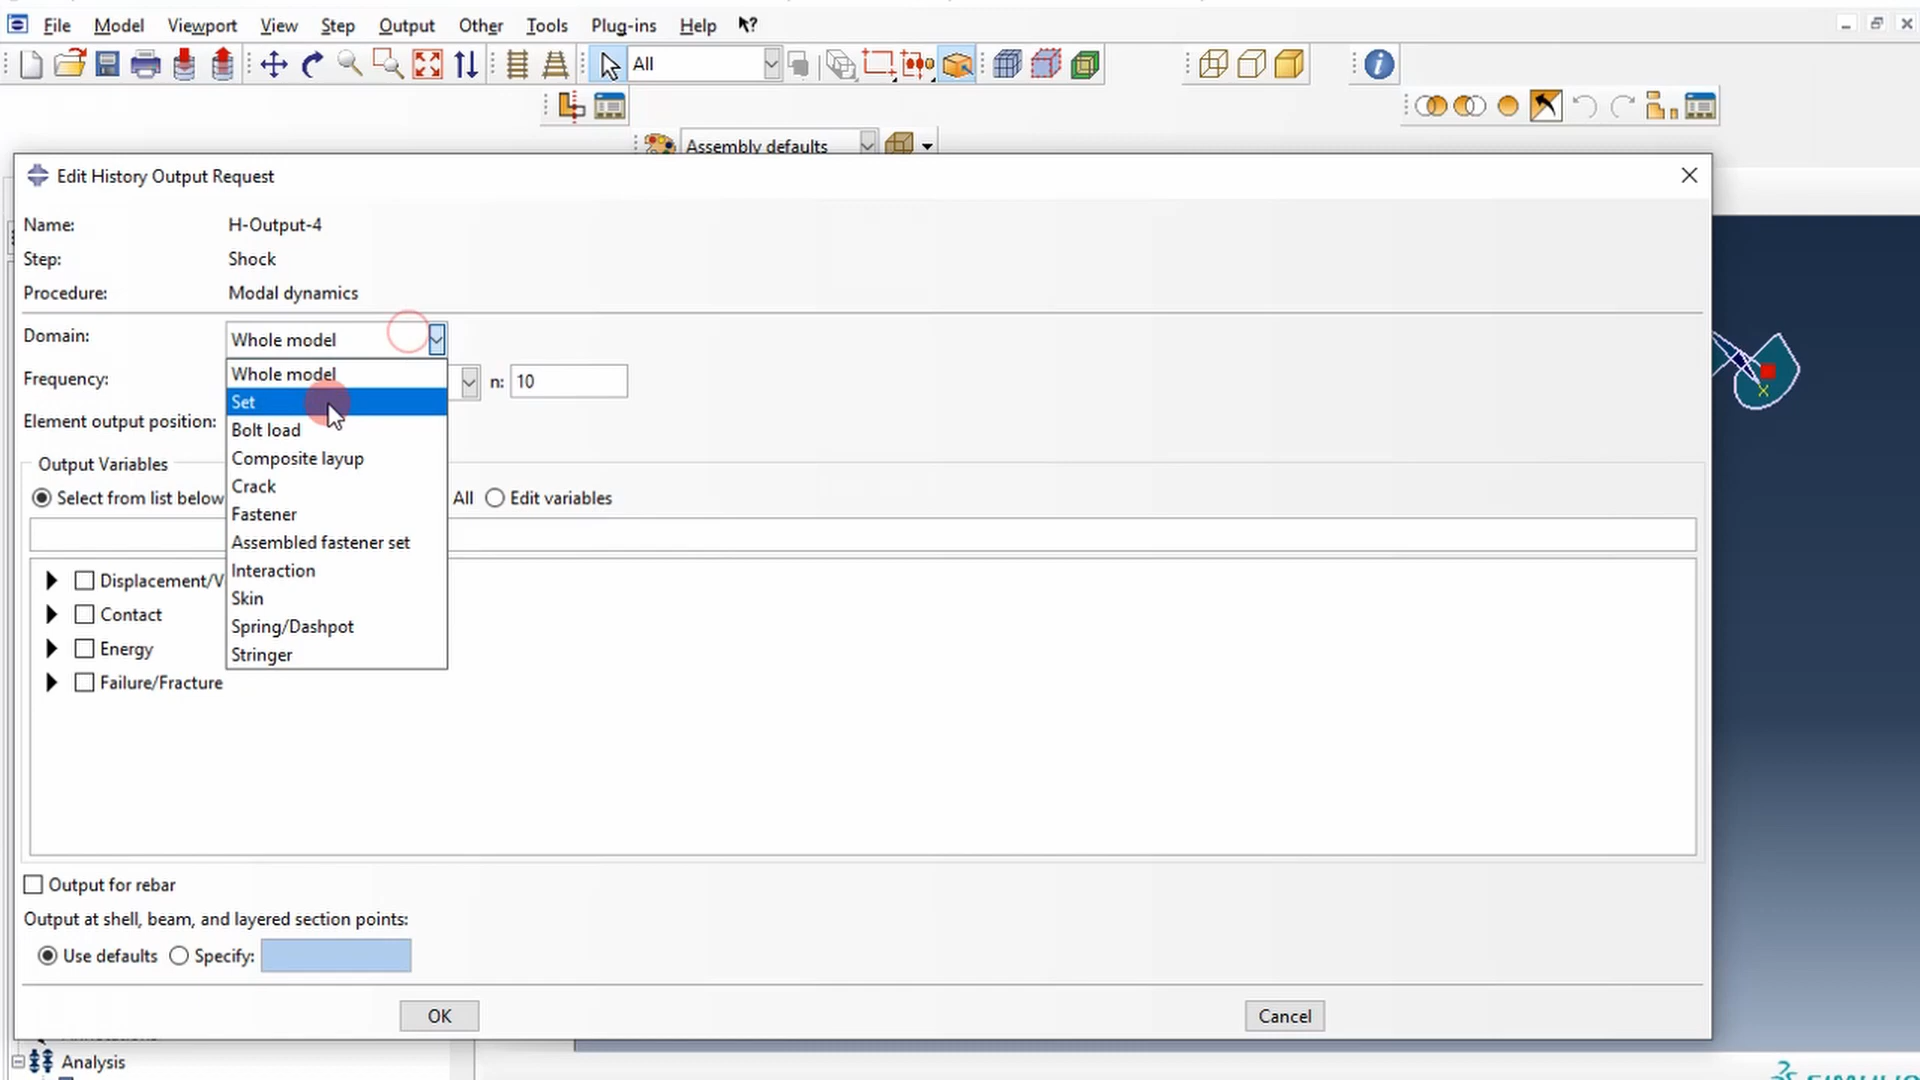 File Model Viewport View Step Output Other Tools Plug-ins Help
All
Assembly defaults
Edit History Output Request
Name: H-Output-4
Step: Shock
Procedure: Modal dynamics
Domain: Whole model
Whole model
Frequency: n: 10
Set
Element output position:
Bolt load
Composite layup
Output Variables
Crack
Select from list below All Edit variables
Fastener
Assembled fastener set
Interaction
Displacement/V
Skin
Contact
Spring/Dashpot
Energy
Stringer
Failure/Fracture
Output for rebar
Output at shell, beam, and layered section points:
Use defaults Specify:
OK Cancel
Analysis